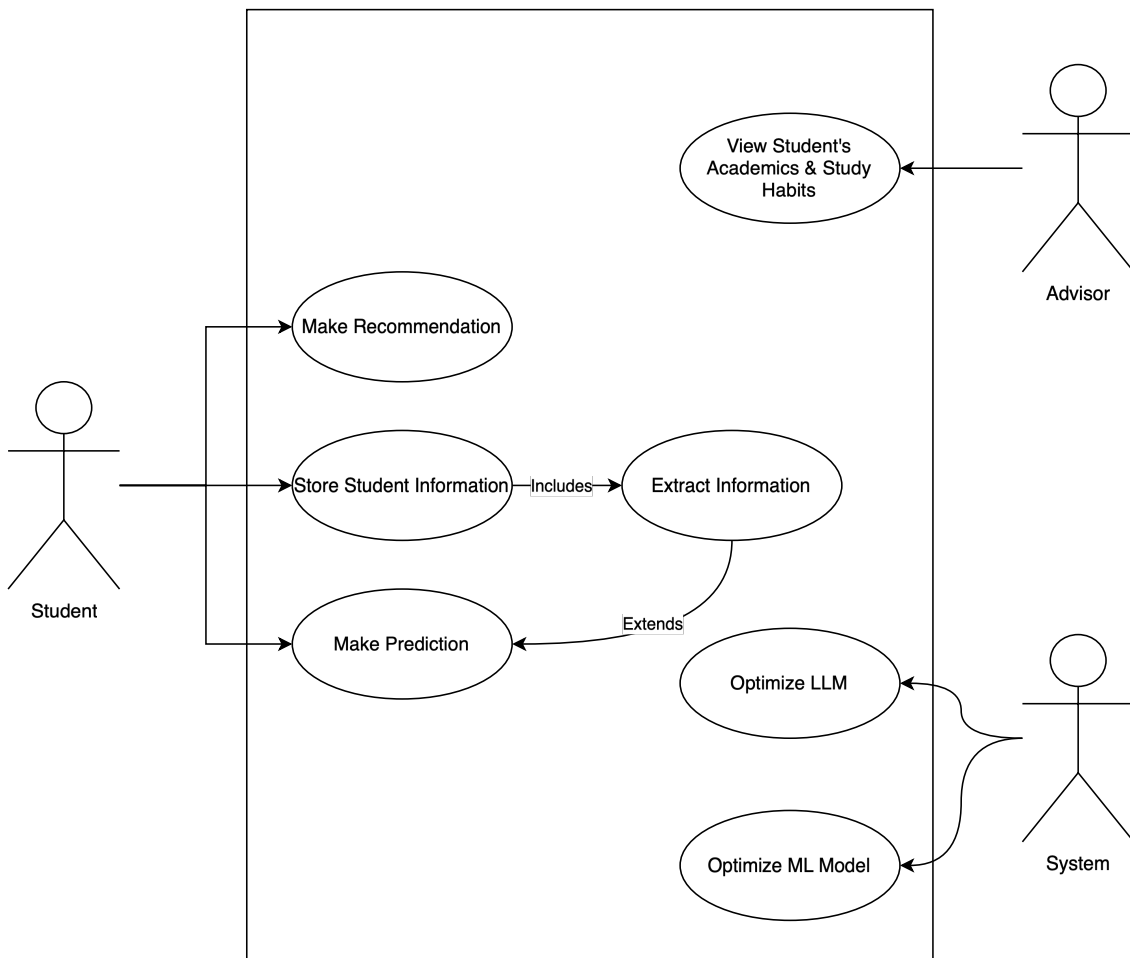 View Student's
Academics & Study
Habits
Advisor
Make Recommendation
Store Student Information
Includes
Extract Information
Student
Make Prediction
Extends
Optimize LLM
Optimize ML Model
System